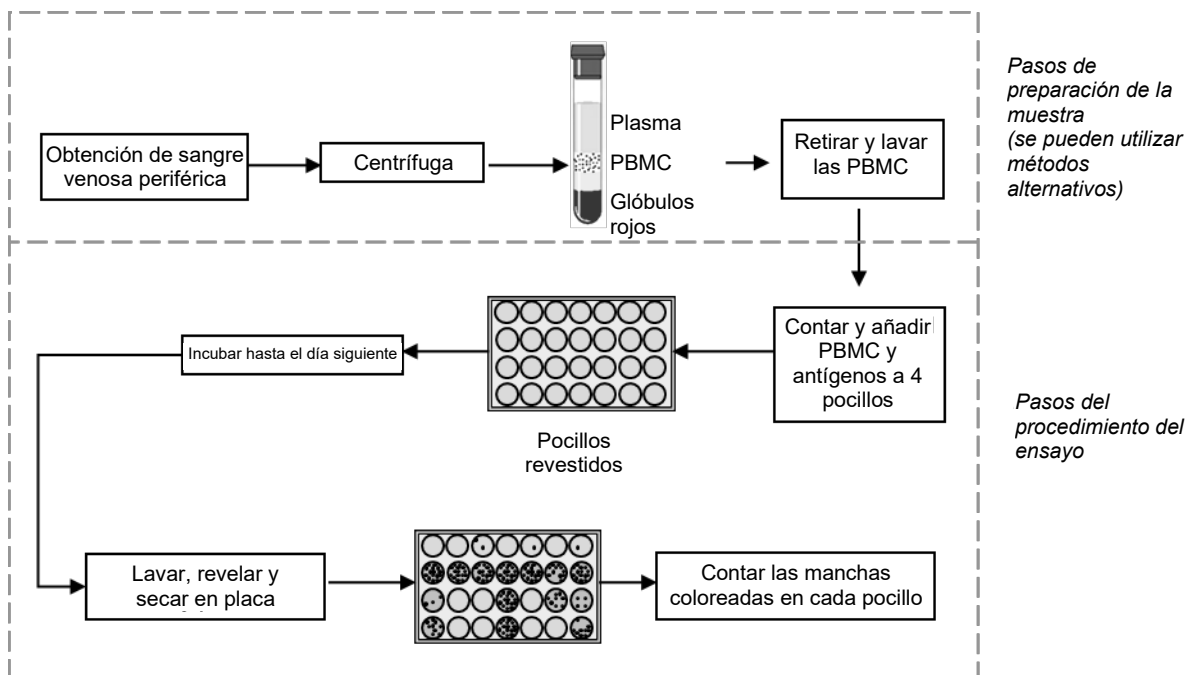 Pasos de
preparación de la
muestra
(se pueden utilizar
métodos
alternativos)
Obtención de sangre
venosa periférica
Centrífuga
Plasma
PBMC
Glóbulos
rojos
Retirar y lavar
las PBMC
Contar y añadir
PBMC y
antígenos a 4
pocillos
Pocillos
revestidos
Incubar hasta el día siguiente
Pasos del
procedimiento del
ensayo
Lavar, revelar y
secar en placa
Contar las manchas
coloreadas en cada pocillo